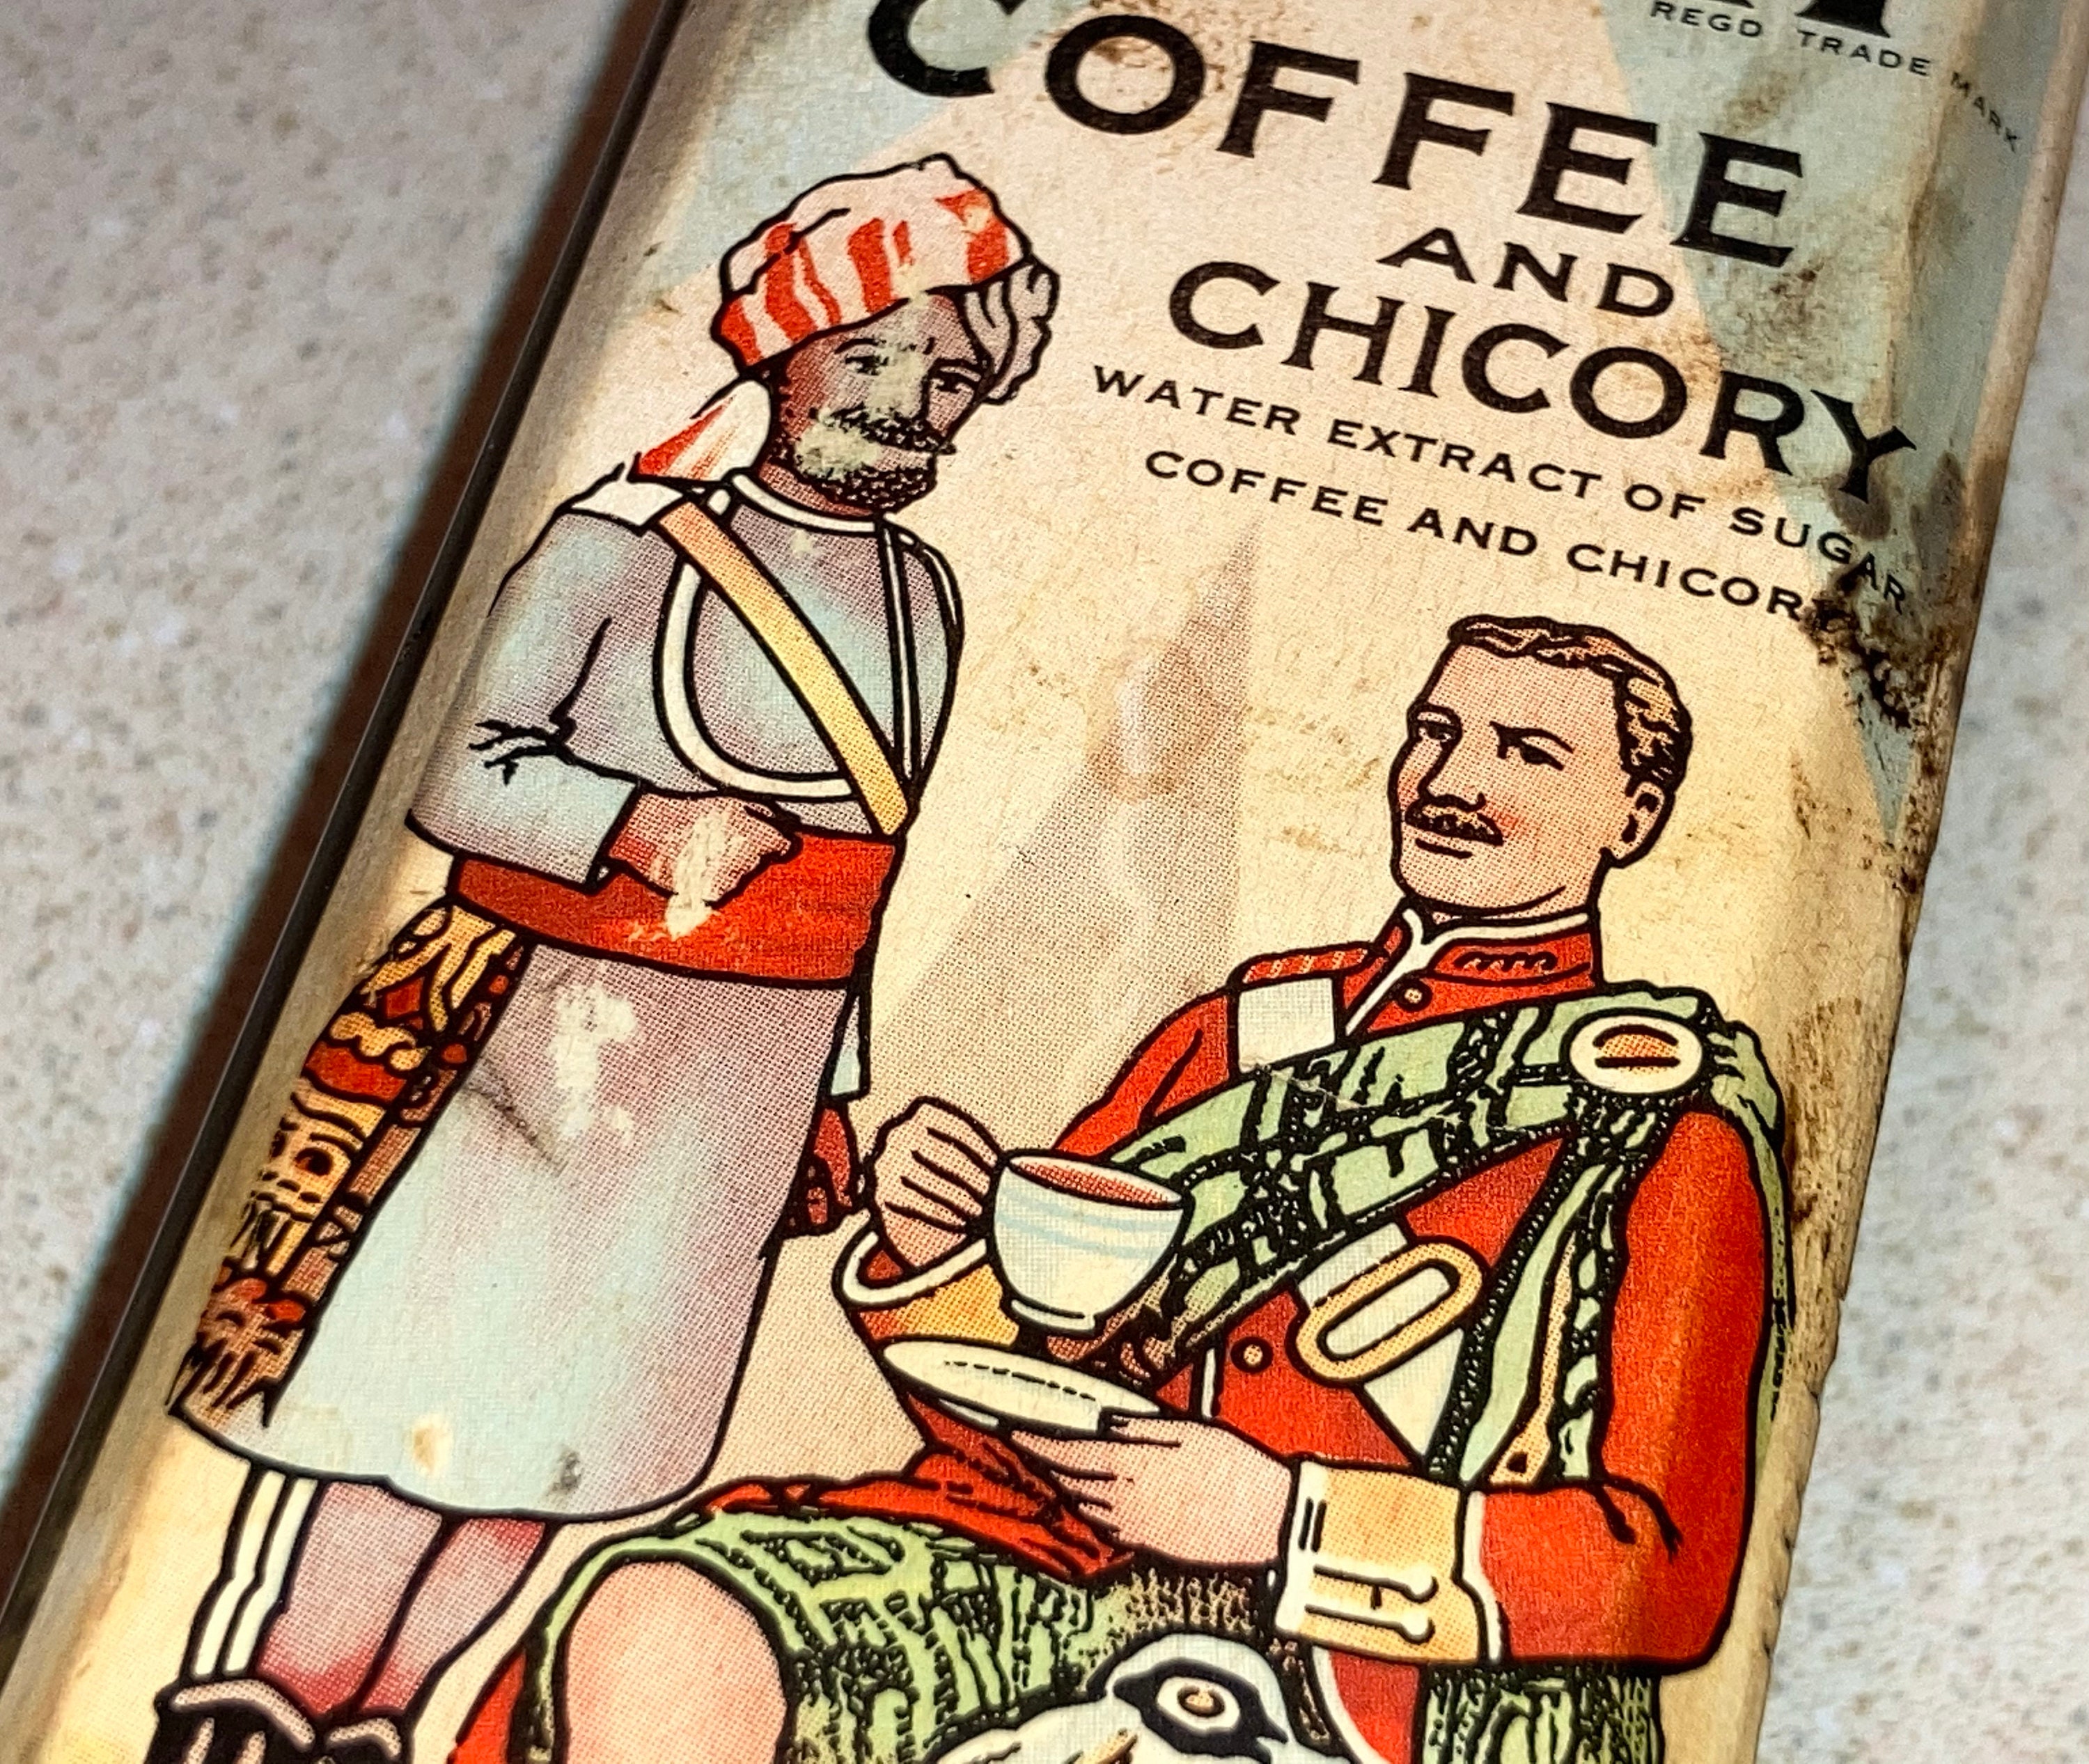 REGD TRADE MARK
COFFEE
AND
CHICORY
WATER EXTRACT OF SUGAR
COFFEE AND CHICORY